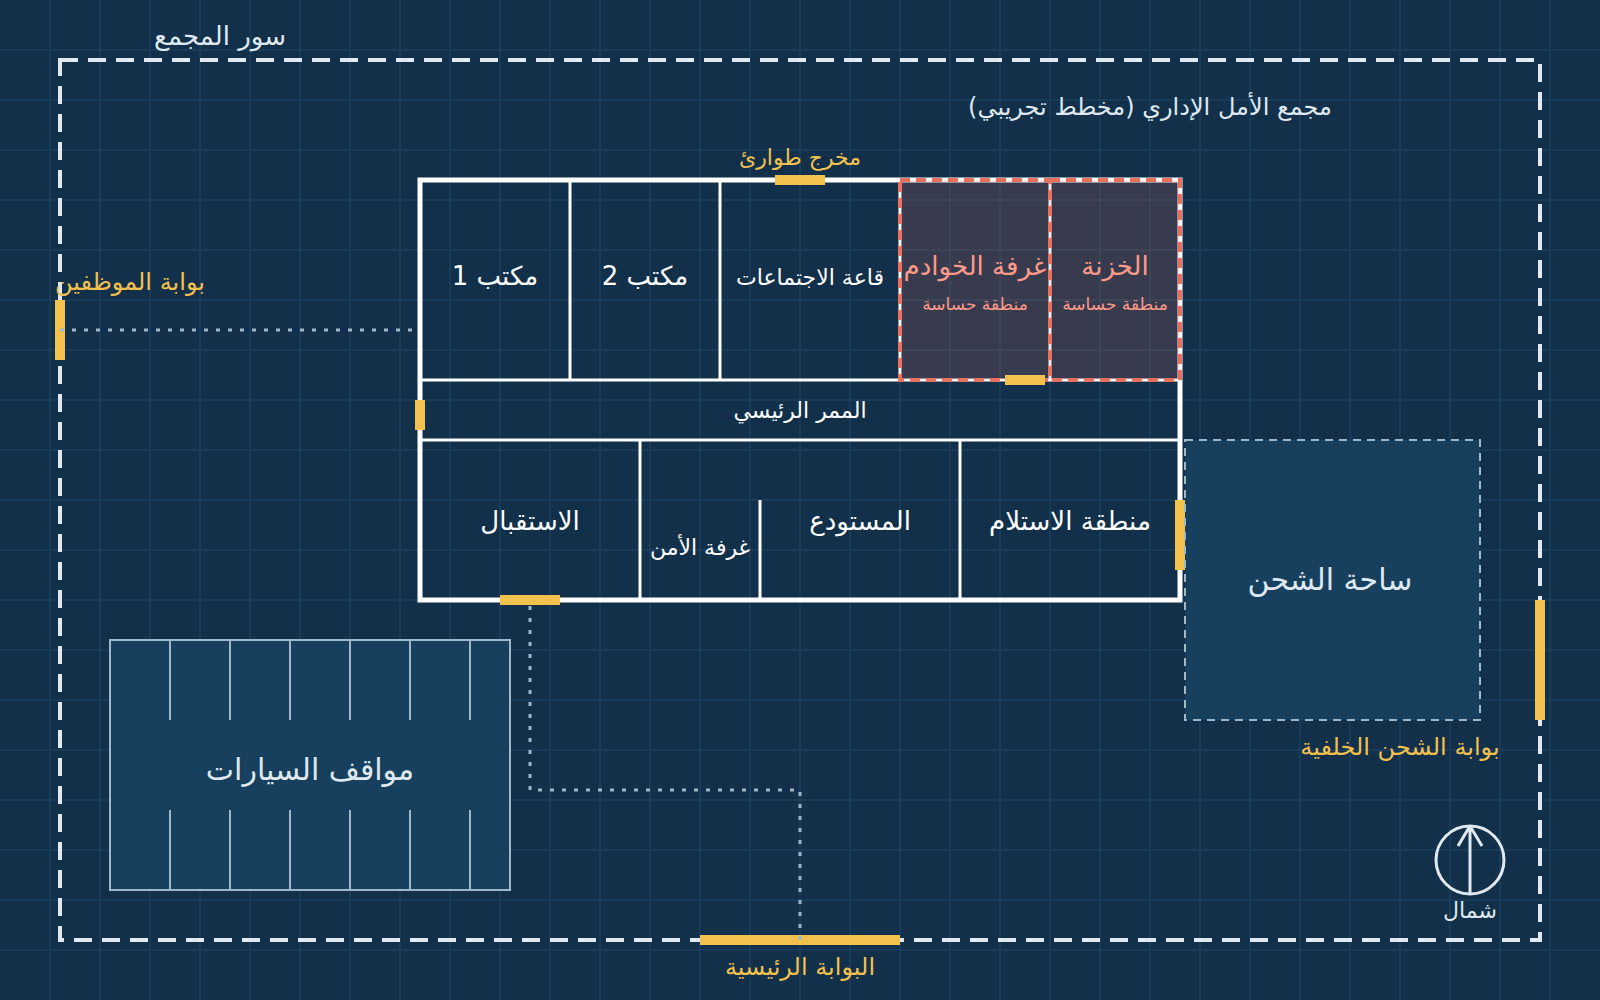 سور المجمع
مجمع الأمل الإداري (مخطط تجريبي)
مخرج طوارئ
بوابة الموظفين
الخزنة
منطقة حساسة
غرفة الخوادم
منطقة حساسة
قاعة الاجتماعات
مكتب 2
مكتب 1
الممر الرئيسي
منطقة الاستلام
المستودع
غرفة الأمن
الاستقبال
ساحة الشحن
بوابة الشحن الخلفية
مواقف السيارات
شمال
البوابة الرئيسية